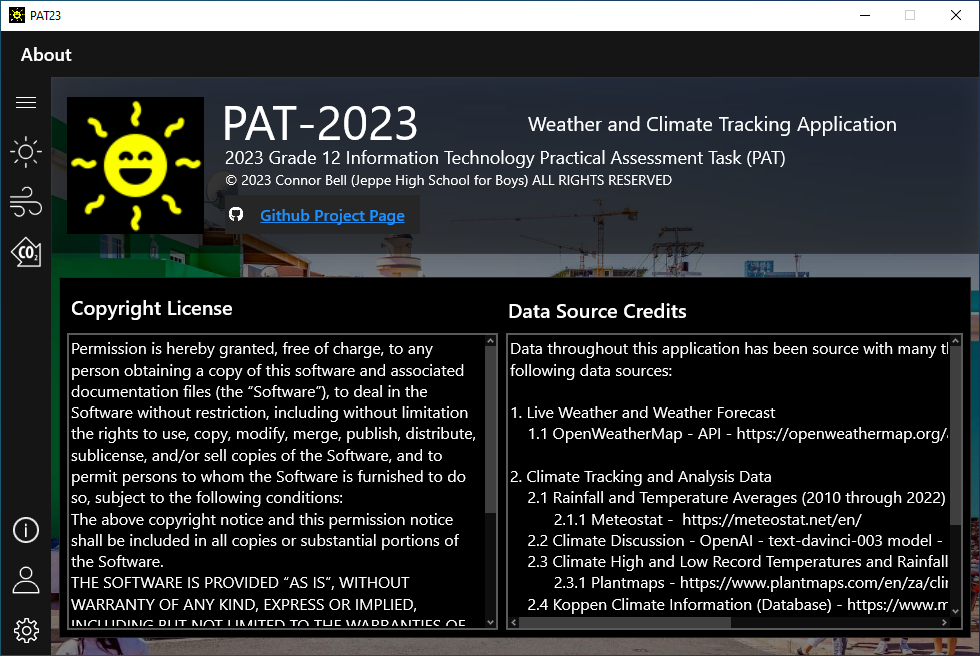 PAT23
About
PAT-2023
Weather and Climate Tracking Application
2023 Grade 12 Information Technology Practical Assessment Task (PAT)
© 2023 Connor Bell (Jeppe High School for Boys) ALL RIGHTS RESERVED
Github Project Page
CO₂
Copyright License
Permission is hereby granted, free of charge, to any
person obtaining a copy of this software and associated
documentation files (the “Software”), to deal in the
Software without restriction, including without limitation
the rights to use, copy, modify, merge, publish, distribute,
sublicense, and/or sell copies of the Software, and to
permit persons to whom the Software is furnished to do
so, subject to the following conditions:
The above copyright notice and this permission notice
shall be included in all copies or substantial portions of
the Software.
THE SOFTWARE IS PROVIDED “AS IS”, WITHOUT
WARRANTY OF ANY KIND, EXPRESS OR IMPLIED,
INCLUDING BUT NOT LIMITED TO THE WARRANTIES OF
Data Source Credits
Data throughout this application has been source with many
following data sources:
1. Live Weather and Weather Forecast
1.1 OpenWeatherMap - API - https://openweathermap.org/
2. Climate Tracking and Analysis Data
2.1 Rainfall and Temperature Averages (2010 through 2022)
2.1.1 Meteostat - https://meteostat.net/en/
2.2 Climate Discussion - OpenAI - text-davinci-003 model -
2.3 Climate High and Low Record Temperatures and Rainfall
2.3.1 Plantmaps - https://www.plantmaps.com/en/za/cli
2.4 Koppen Climate Information (Database) - https://www.m